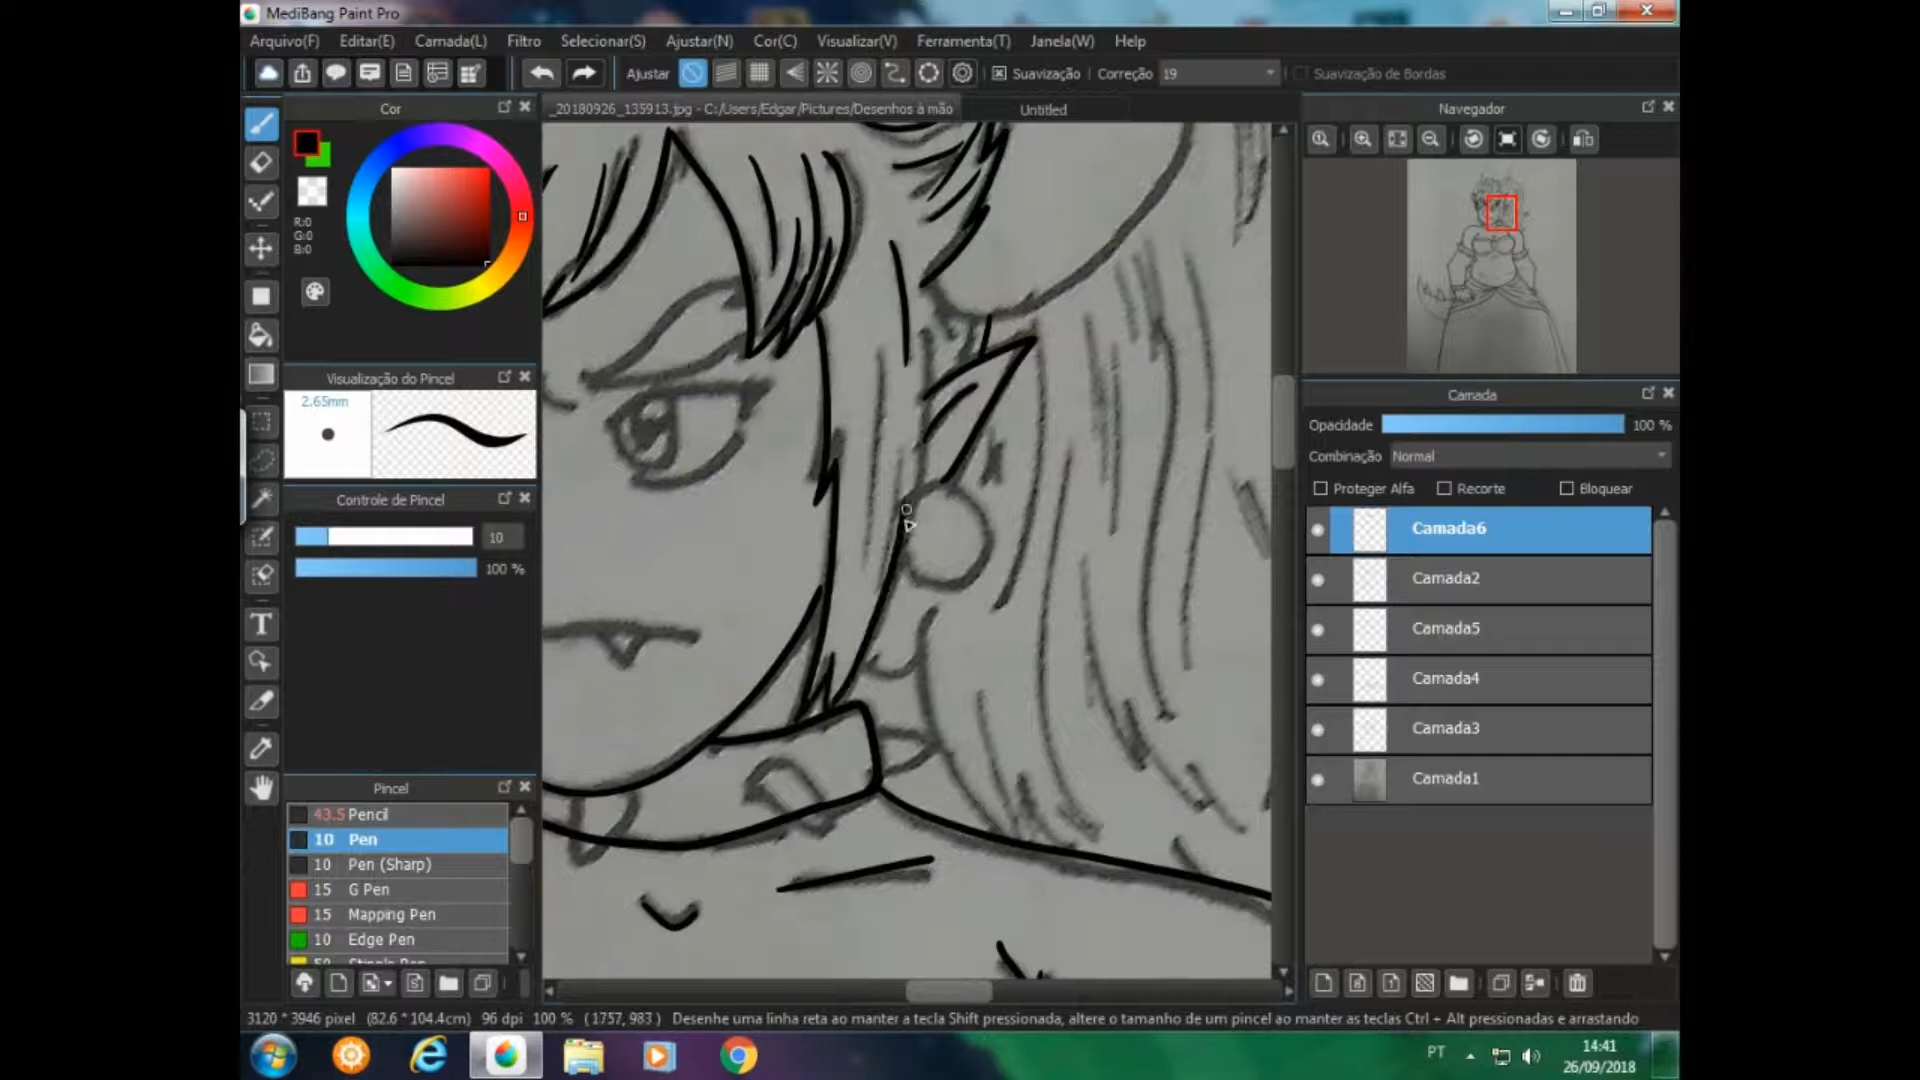 MediBang Paint Pro
Arquivo(F) Editar(E) Camada(L) Filtro Selecionar(S) Ajustar(N) Cor(C) Visualizar(V) Ferramenta(T) Janela(W) Help
Ajustar Suavização Correção 19 Suavização de Bordas
Cor
_20180926_135913.jpg - C:/Users/Edgar/Pictures/Desenhos à mão
Untitled
Navegador
R:0
G:0
B:0
Visualização do Pincel
2.65mm
Controle de Pincel
10
100 %
Pincel
43.5 Pencil
10 Pen
10 Pen (Sharp)
15 G Pen
15 Mapping Pen
10 Edge Pen
Camada
Opacidade 100 %
Combinação Normal
Proteger Alfa Recorte Bloquear
Camada6
Camada2
Camada5
Camada4
Camada3
Camada1
3120 * 3946 pixel (82.6 * 104.4cm) 96 dpi 100 % (1757, 983 ) Desenhe uma linha reta ao manter a tecla Shift pressionada, altere o tamanho de um pincel ao manter as teclas Ctrl + Alt pressionadas e arrastando
PT
14:41
26/09/2018